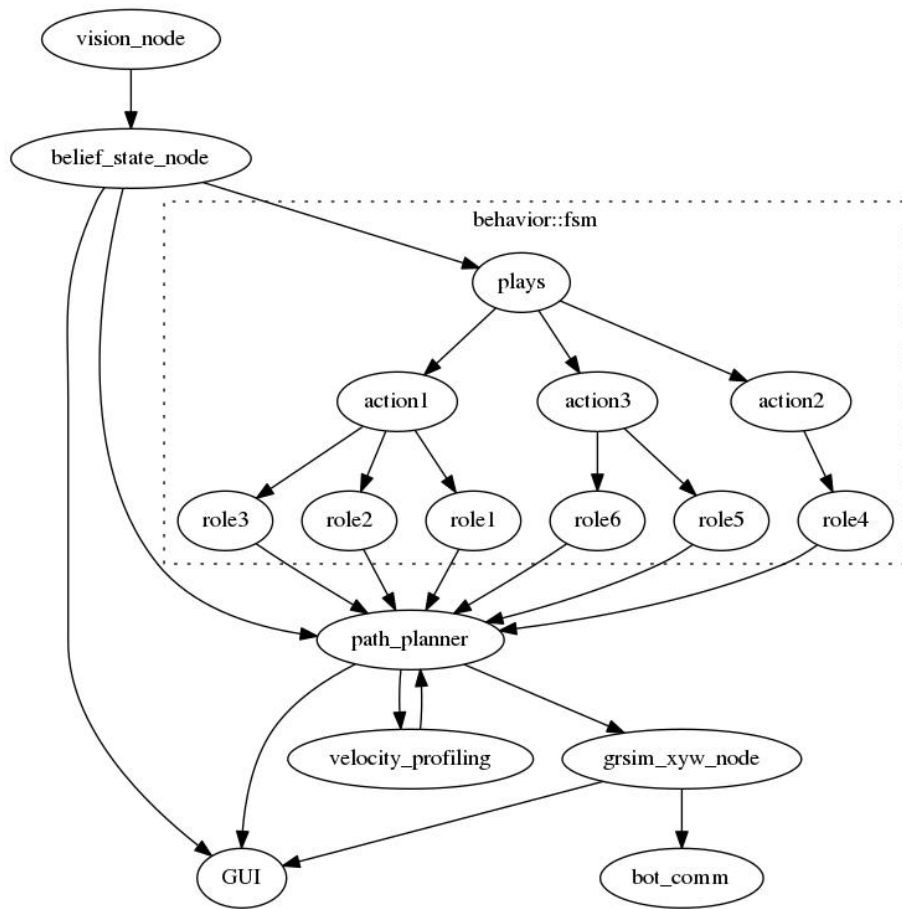 vision_node
belief_state_node
behavior::fsm
plays
action1
action3
action2
role3
role2
role1
role6
role5
role4
path_planner
velocity_profiling
grsim_xyw_node
GUI
bot_comm